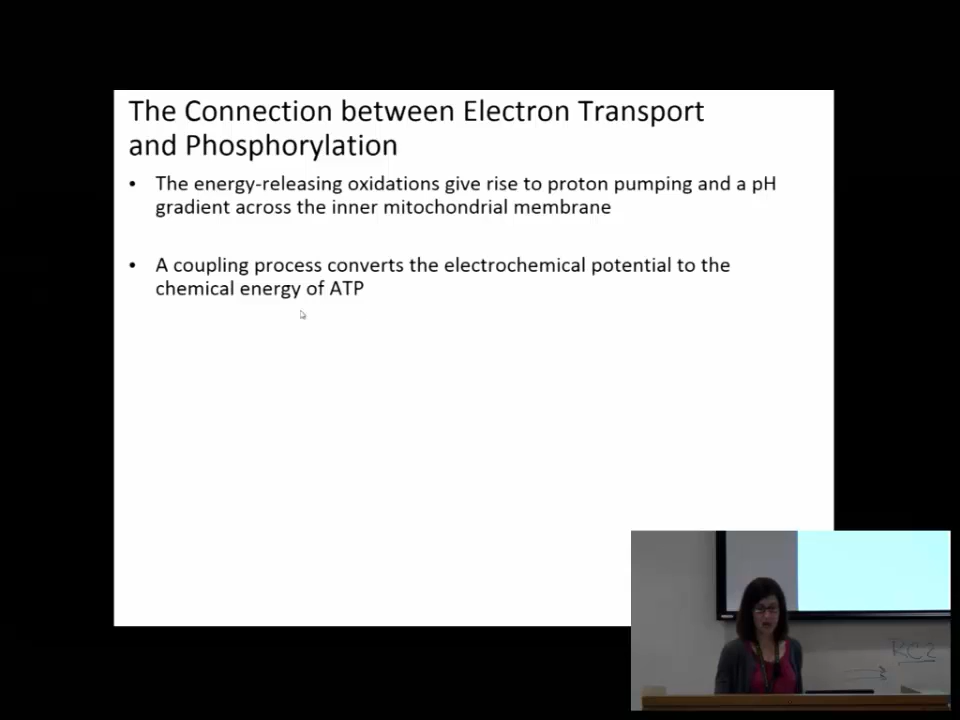 The Connection between Electron Transport
and Phosphorylation
• The energy-releasing oxidations give rise to proton pumping and a pH
gradient across the inner mitochondrial membrane
• A coupling process converts the electrochemical potential to the
chemical energy of ATP
RC2